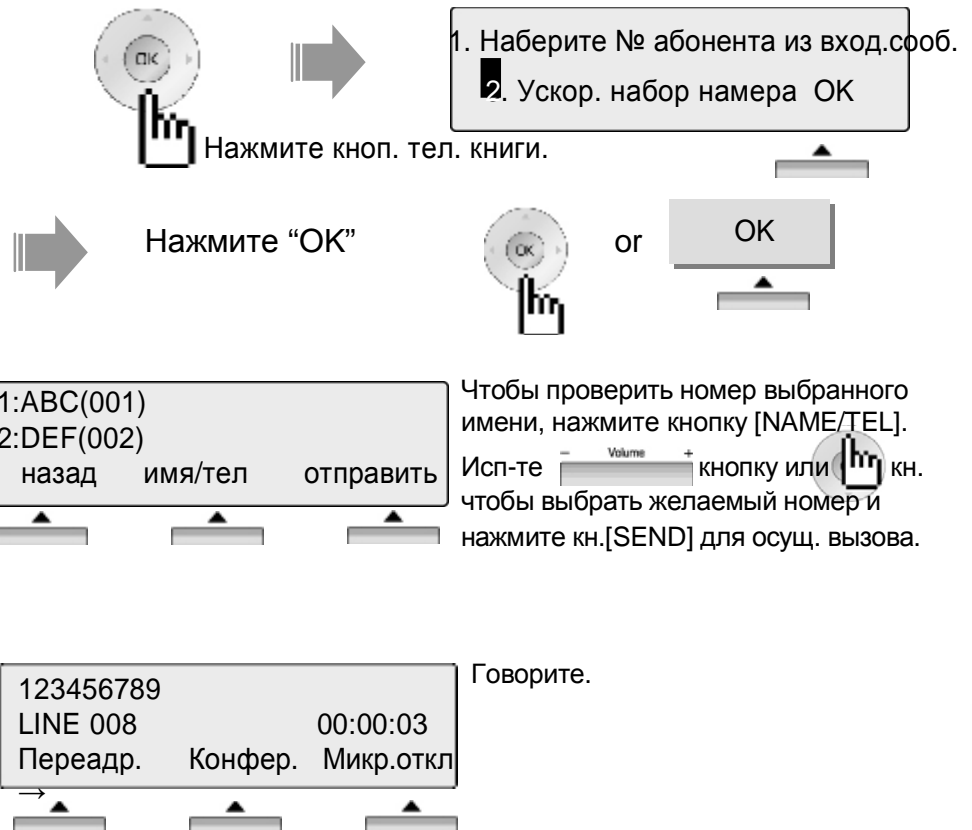 OK
1. Наберите № абонента из вход.сооб.
2. Ускор. набор намера OK
Нажмите кноп. тел. книги.
Нажмите “OK”
OK
or
OK
1:ABC(001)
2:DEF(002)
назад имя/тел отправить
Чтобы проверить номер выбранного
имени, нажмите кнопку [NAME/TEL].
Исп-те - Volume + кнопку или кн.
чтобы выбрать желаемый номер и
нажмите кн.[SEND] для осущ. вызова.
123456789
LINE 008 00:00:03
Переадр. Конфер. Микр.откл
→
Говорите.